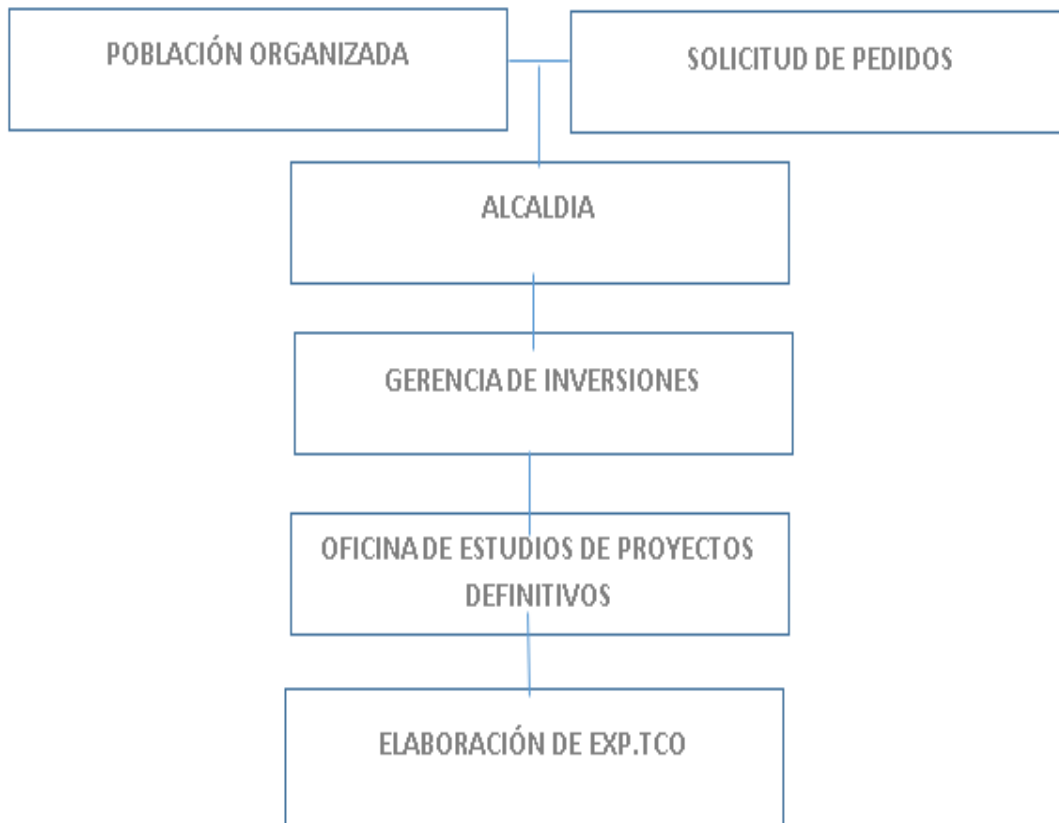 POBLACIÓN ORGANIZADA
SOLICITUD DE PEDIDOS
ALCALDIA
GERENCIA DE INVERSIONES
OFICINA DE ESTUDIOS DE PROYECTOS
DEFINITIVOS
ELABORACIÓN DE EXP.TCO